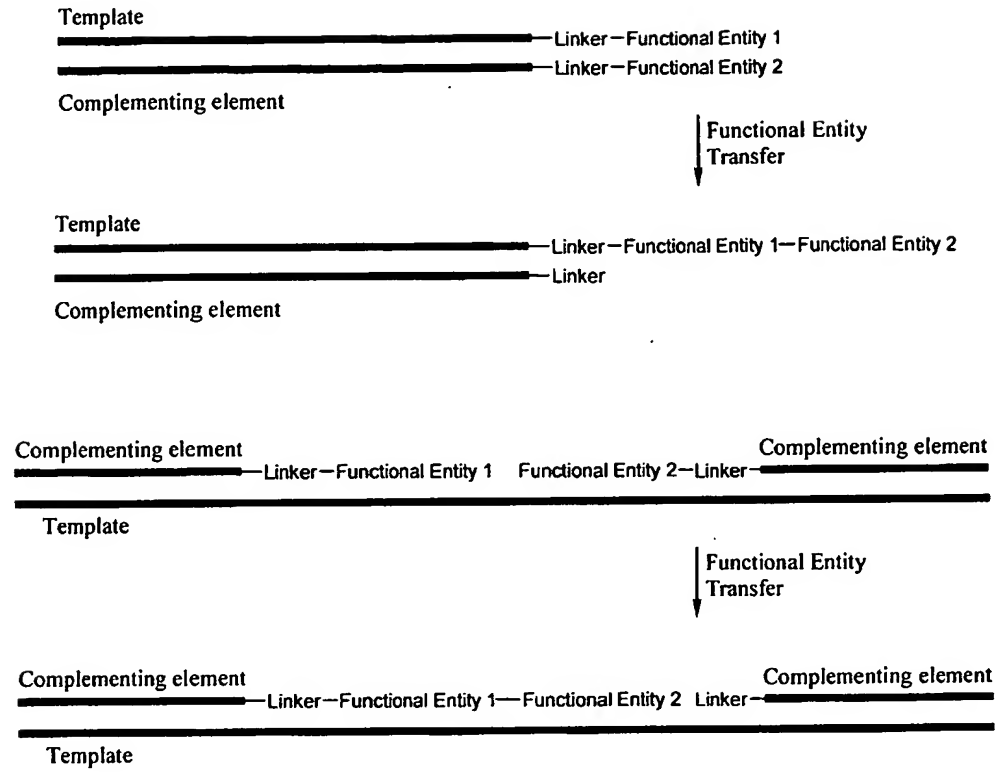 Template
Linker–Functional Entity 1
Linker–Functional Entity 2
Complementing element
Functional Entity
Transfer
Template
Linker–Functional Entity 1–Functional Entity 2
Linker
Complementing element
Complementing element Complementing element
Linker–Functional Entity 1 Functional Entity 2–Linker
Template
Functional Entity
Transfer
Complementing element Complementing element
Linker–Functional Entity 1–Functional Entity 2 Linker
Template